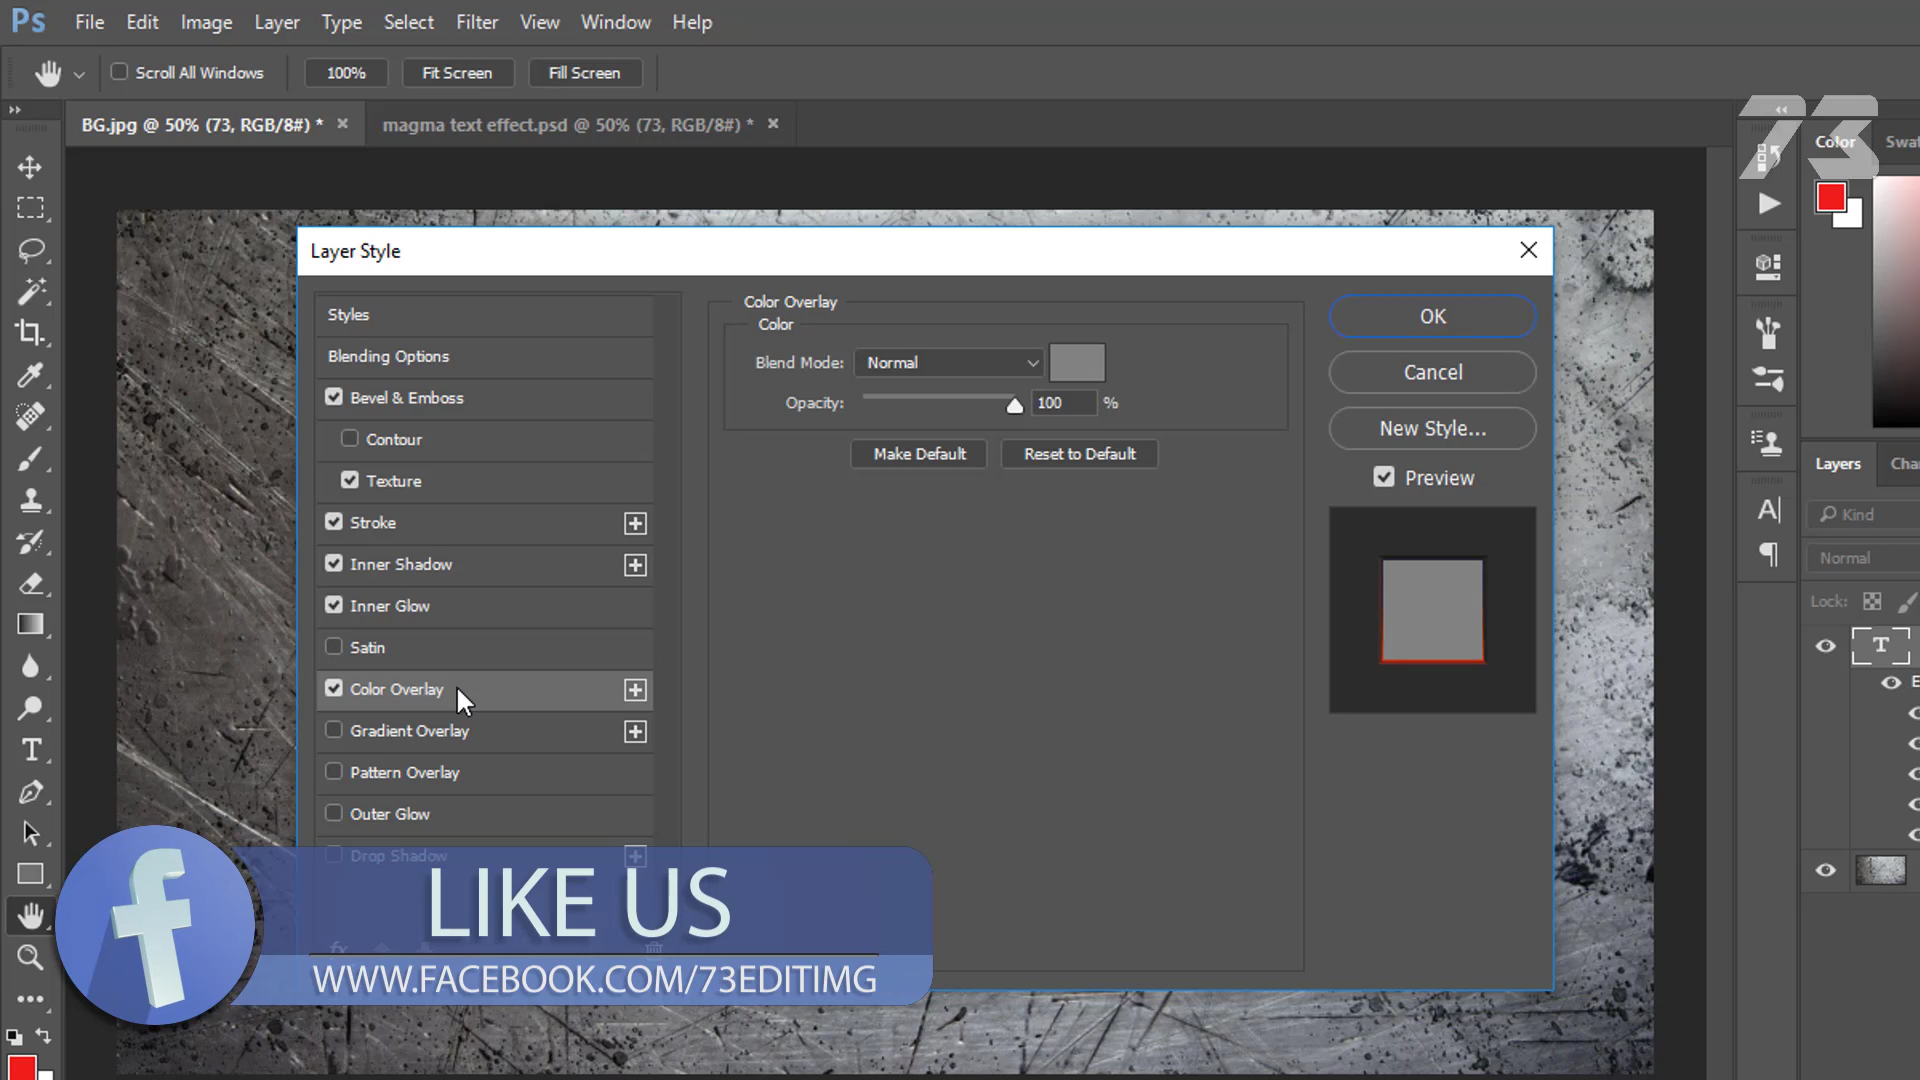 Ps File Edit Image Layer Type Select Filter View Window Help
Scroll All Windows 100% Fit Screen Fill Screen
BG.jpg @ 50% (73, RGB/8#) * magma text effect.psd @ 50% (73, RGB/8#) *
73
Color
Layer Style
Styles
Blending Options
Bevel & Emboss
Contour
Texture
Stroke
Inner Shadow
Inner Glow
Satin
Color Overlay
Gradient Overlay
Pattern Overlay
Outer Glow
Drop Shadow
Color Overlay
Color
Blend Mode: Normal
Opacity: 100 %
Make Default Reset to Default
OK
Cancel
New Style...
Preview
Layers
Kind
Normal
Lock:
T
f
LIKE US
WWW.FACEBOOK.COM/73EDITIMG